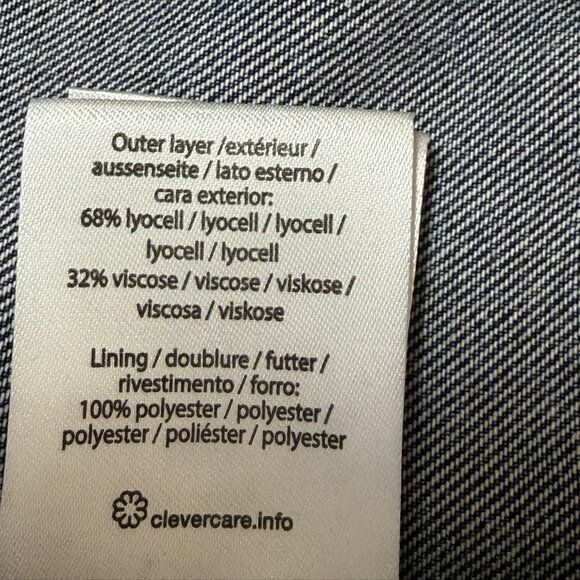 Outer layer /extérieur /
aussenseite / lato esterno /
cara exterior:
68% lyocell / lyocell / lyocell /
lyocell / lyocell
32% viscose / viscose / viskose /
viscosa / viskose
Lining / doublure / futter /
rivestimento / forro:
100% polyester / polyester /
polyester / poliéster / polyester
clevercare.info